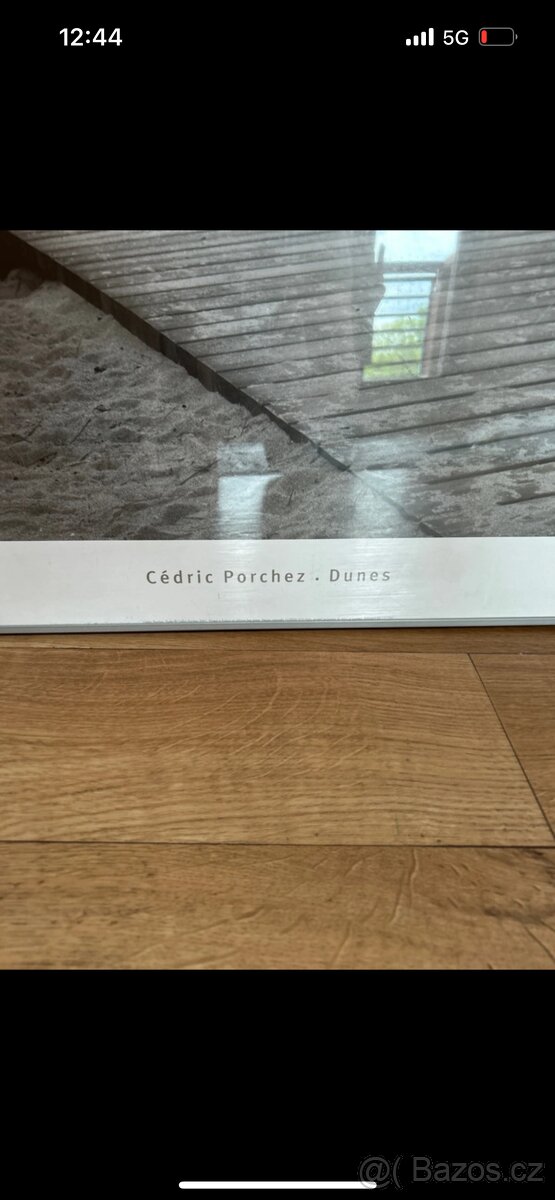 12:44
5G
Cédric Porchez . Dunes
@( Bazos.cz